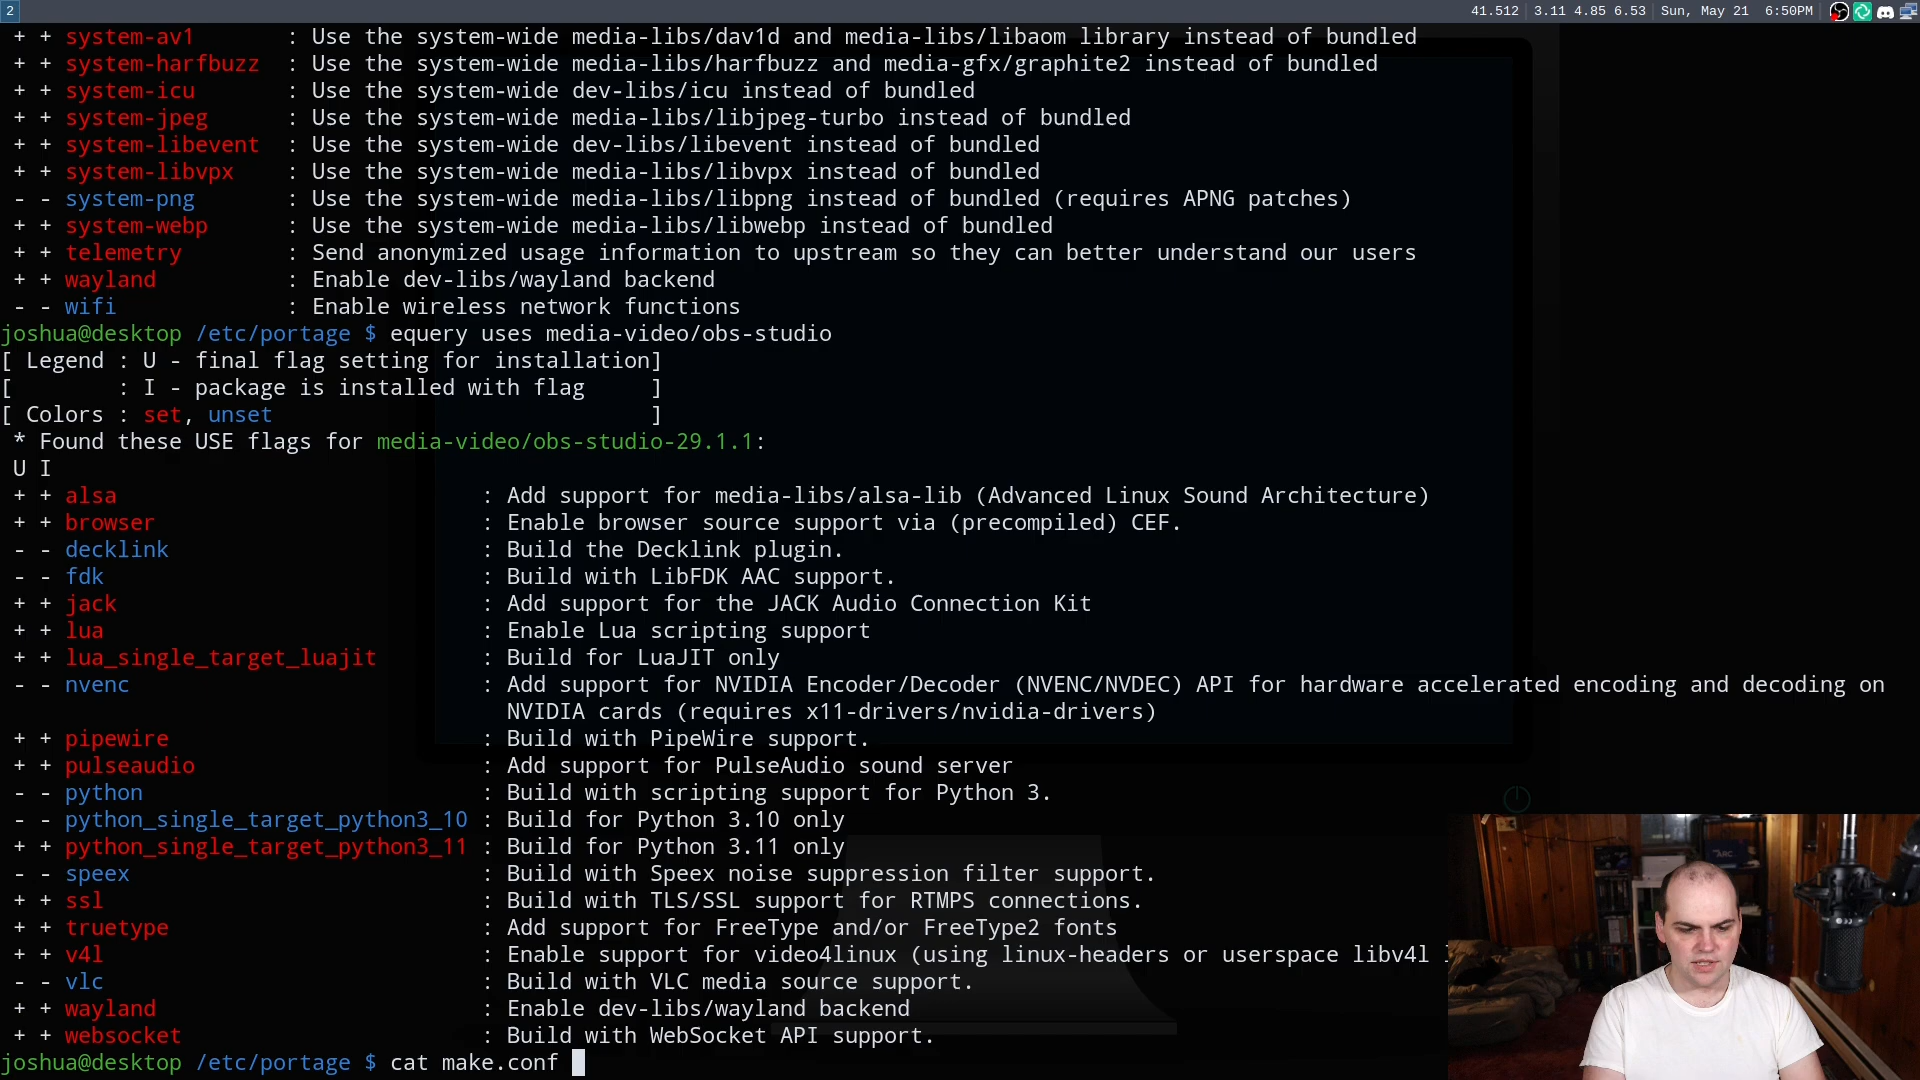 2
41.512 3.11 4.85 6.53 Sun, May 21 6:50PM
+ + system-av1 : Use the system-wide media-libs/dav1d and media-libs/libaom library instead of bundled
+ + system-harfbuzz : Use the system-wide media-libs/harfbuzz and media-gfx/graphite2 instead of bundled
+ + system-icu : Use the system-wide dev-libs/icu instead of bundled
+ + system-jpeg : Use the system-wide media-libs/libjpeg-turbo instead of bundled
+ + system-libevent : Use the system-wide dev-libs/libevent instead of bundled
+ + system-libvpx : Use the system-wide media-libs/libvpx instead of bundled
- - system-png : Use the system-wide media-libs/libpng instead of bundled (requires APNG patches)
+ + system-webp : Use the system-wide media-libs/libwebp instead of bundled
+ + telemetry : Send anonymized usage information to upstream so they can better understand our users
+ + wayland : Enable dev-libs/wayland backend
- - wifi : Enable wireless network functions
joshua@desktop /etc/portage $ equery uses media-video/obs-studio
[ Legend : U - final flag setting for installation]
[ : I - package is installed with flag ]
[ Colors : set, unset ]
* Found these USE flags for media-video/obs-studio-29.1.1:
U I
+ + alsa : Add support for media-libs/alsa-lib (Advanced Linux Sound Architecture)
+ + browser : Enable browser source support via (precompiled) CEF.
- - decklink : Build the Decklink plugin.
- - fdk : Build with LibFDK AAC support.
+ + jack : Add support for the JACK Audio Connection Kit
+ + lua : Enable Lua scripting support
+ + lua_single_target_luajit : Build for LuaJIT only
- - nvenc : Add support for NVIDIA Encoder/Decoder (NVENC/NVDEC) API for hardware accelerated encoding and decoding on
NVIDIA cards (requires x11-drivers/nvidia-drivers)
+ + pipewire : Build with PipeWire support.
+ + pulseaudio : Add support for PulseAudio sound server
- - python : Build with scripting support for Python 3.
- - python_single_target_python3_10 : Build for Python 3.10 only
+ + python_single_target_python3_11 : Build for Python 3.11 only
- - speex : Build with Speex noise suppression filter support.
+ + ssl : Build with TLS/SSL support for RTMPS connections.
+ + truetype : Add support for FreeType and/or FreeType2 fonts
+ + v4l : Enable support for video4linux (using linux-headers or userspace libv4l
- - vlc : Build with VLC media source support.
+ + wayland : Enable dev-libs/wayland backend
+ + websocket : Build with WebSocket API support.
joshua@desktop /etc/portage $ cat make.conf